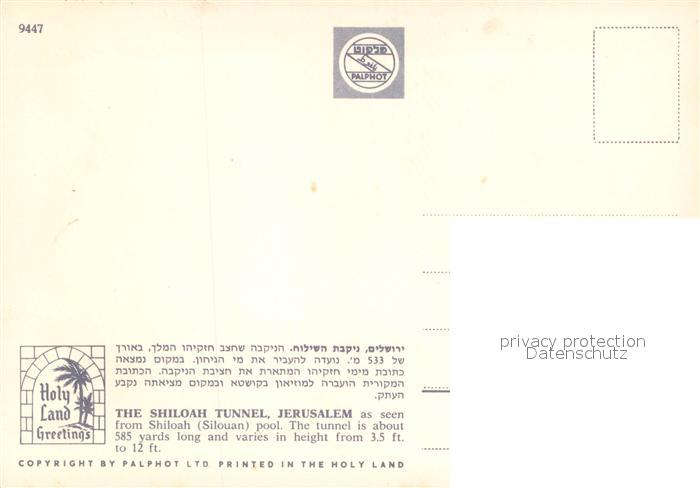 9447
פלפוט
PALPHOT
privacy protection
Datenschutz
ירושלים, ניקבת השילוח. הניקבה שחצב חזקיהו המלך, באורך
של 533 מ'. נועדה להעביר את מי הגיחון. במקום נמצאה
כתובת מימי חזקיהו המתארת את חציבת הניקבה. הכתובת
המקורית הועברה למוזיאון בקושטא ובמקום מציאתה נקבע
העתק.
Holy
Land
Greetings
THE SHILOAH TUNNEL, JERUSALEM as seen
from Shiloah (Silouan) pool. The tunnel is about
585 yards long and varies in height from 3.5 ft.
to 12 ft.
COPYRIGHT BY PALPHOT LTD PRINTED IN THE HOLY LAND